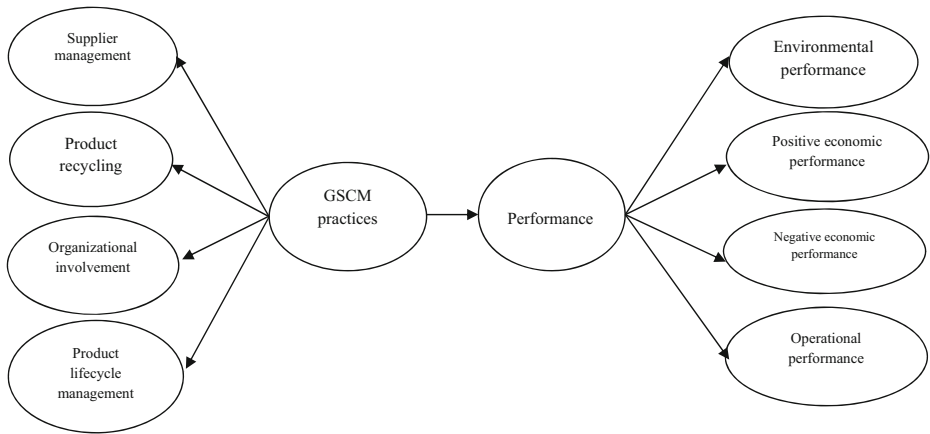 Supplier
management
Product
recycling
Organizational
involvement
Product
lifecycle
management
GSCM
practices
Performance
Environmental
performance
Positive economic
performance
Negative economic
performance
Operational
performance